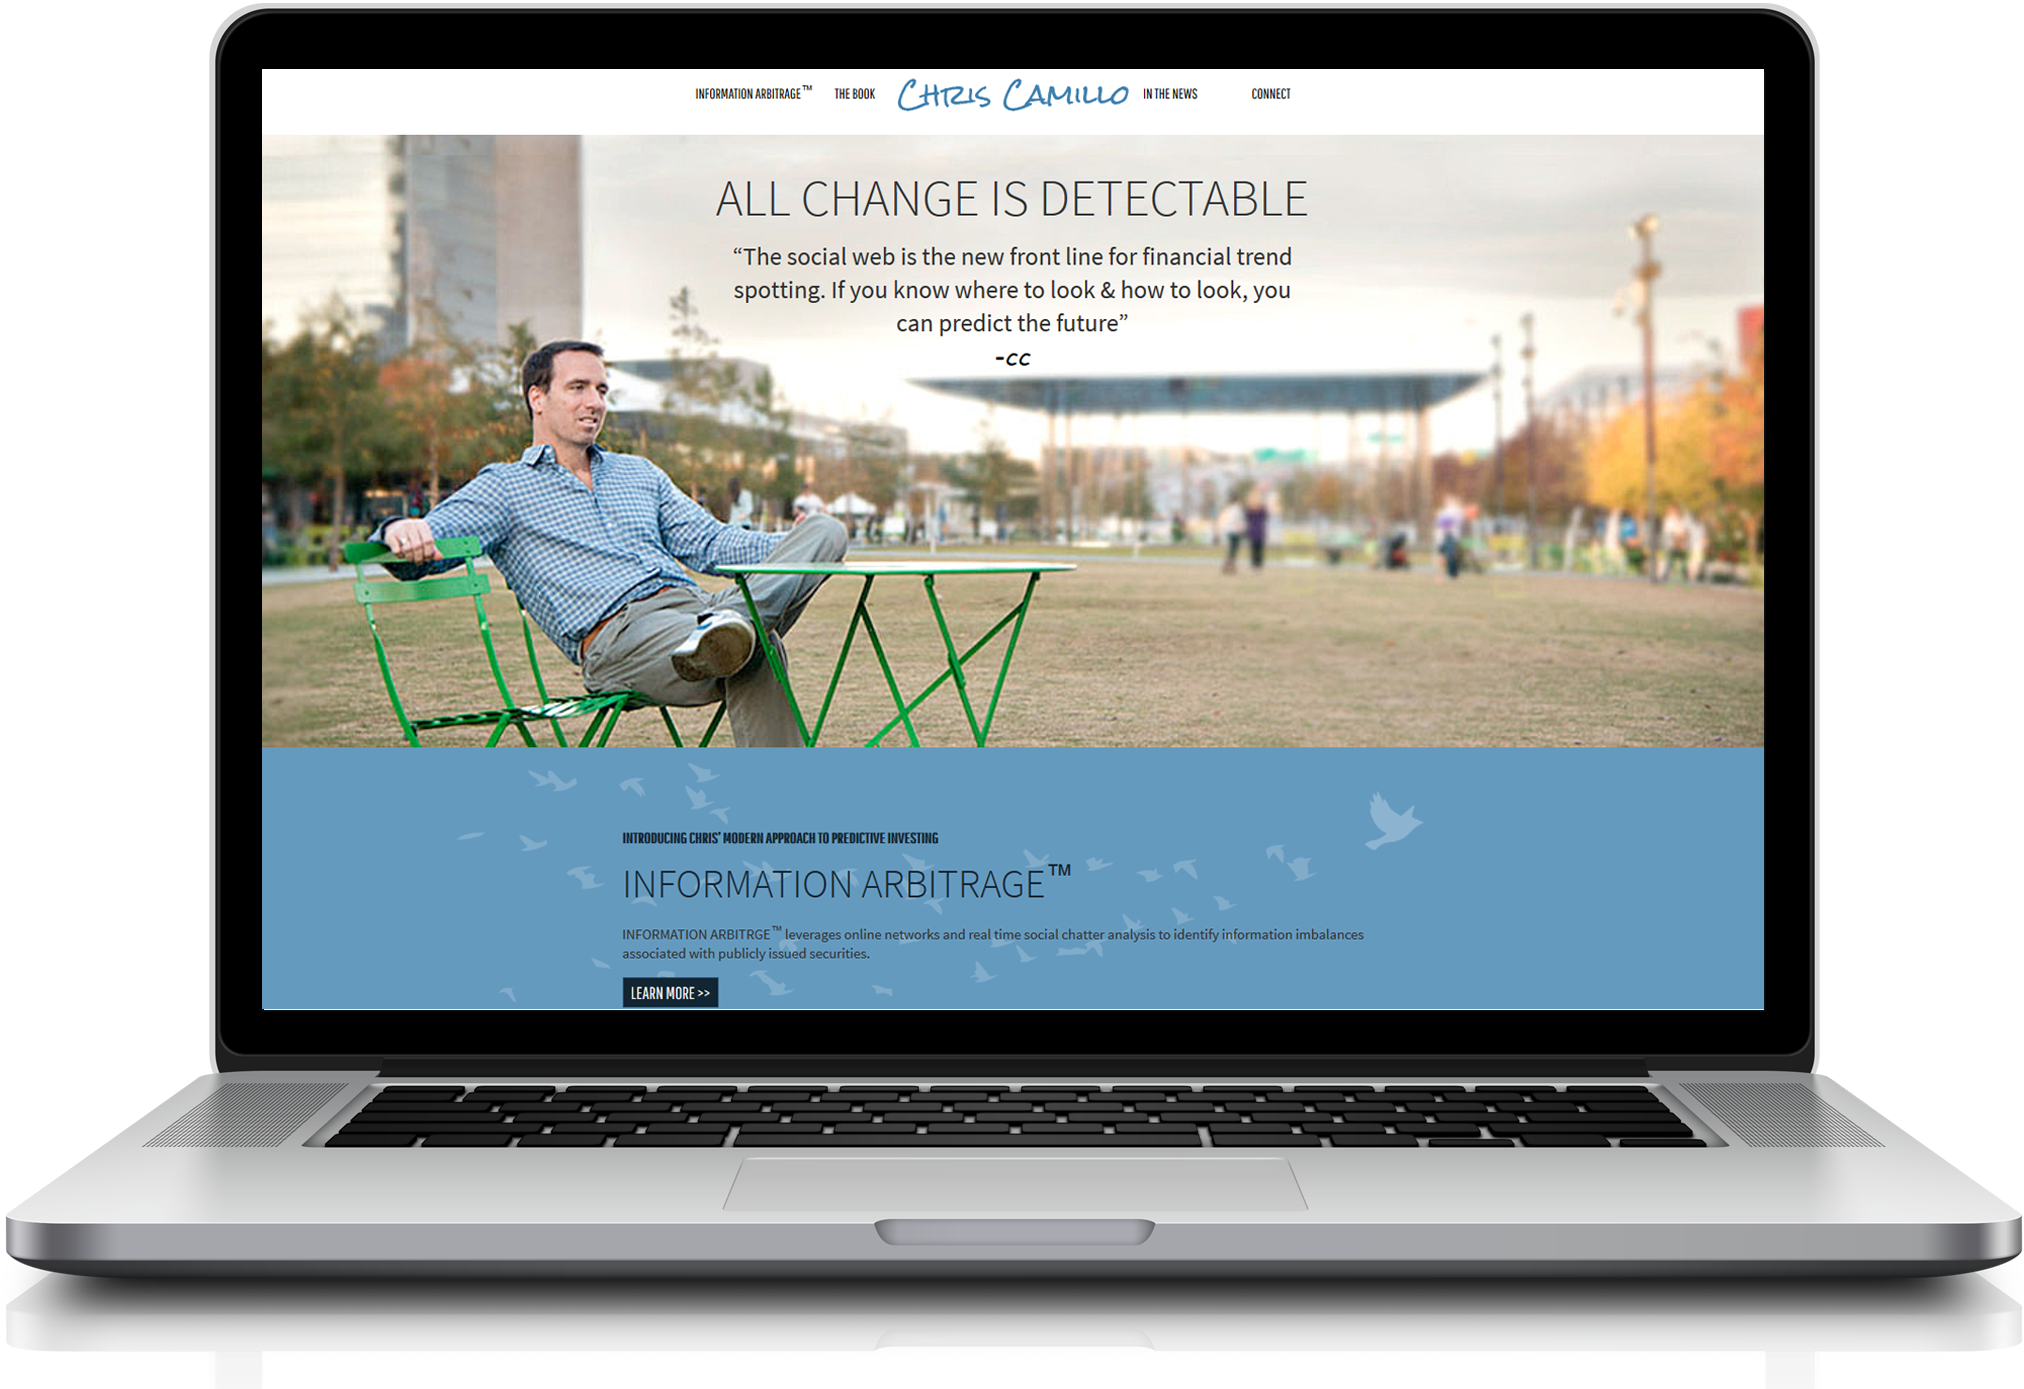 INFORMATION ARBITRAGE™ THE BOOK Chris Camillo IN THE NEWS CONNECT
ALL CHANGE IS DETECTABLE
“The social web is the new front line for financial trend
spotting. If you know where to look & how to look, you
can predict the future”
-cc
INTRODUCING CHRIS' MODERN APPROACH TO PREDICTIVE INVESTING
INFORMATION ARBITRAGE™
INFORMATION ARBITRGE™ leverages online networks and real time social chatter analysis to identify information imbalances
associated with publicly issued securities.
LEARN MORE >>